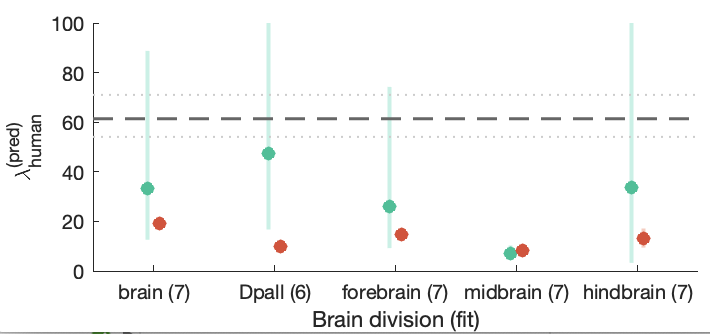 100
80
60
40
20
0
λ_human^(pred)
brain (7) Dpall (6) forebrain (7) midbrain (7) hindbrain (7)
Brain division (fit)